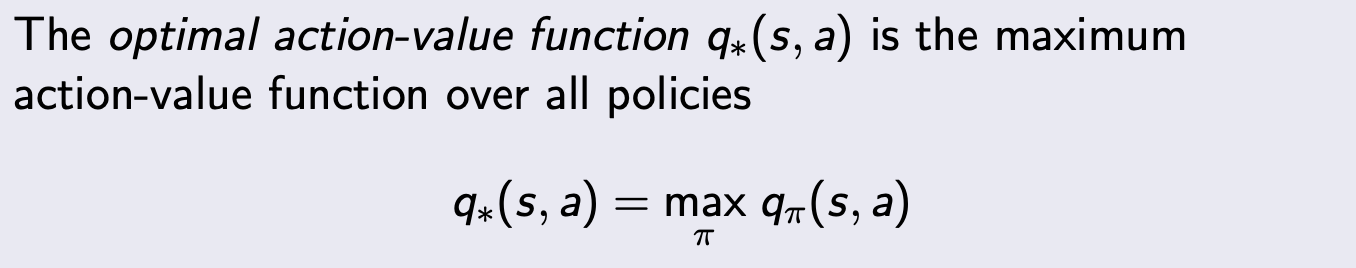 The optimal action-value function q∗(s, a) is the maximum
action-value function over all policies
q∗(s, a) = max qπ(s, a)
π